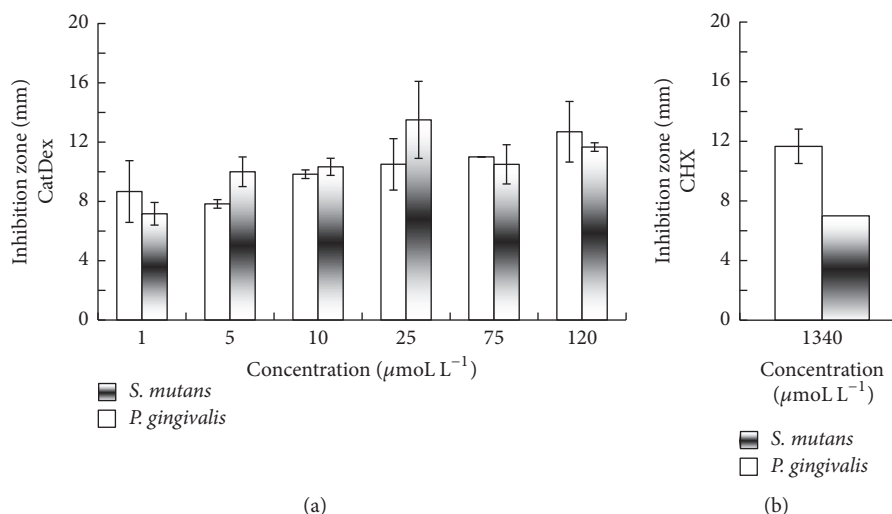 20
16
12
8
4
0
Inhibition zone (mm)
CatDex
1 5 10 25 75 120
Concentration (μmoL L⁻¹)
S. mutans
P. gingivalis
(a)
20
16
12
8
4
0
Inhibition zone (mm)
CHX
1340
Concentration
(μmoL L⁻¹)
S. mutans
P. gingivalis
(b)